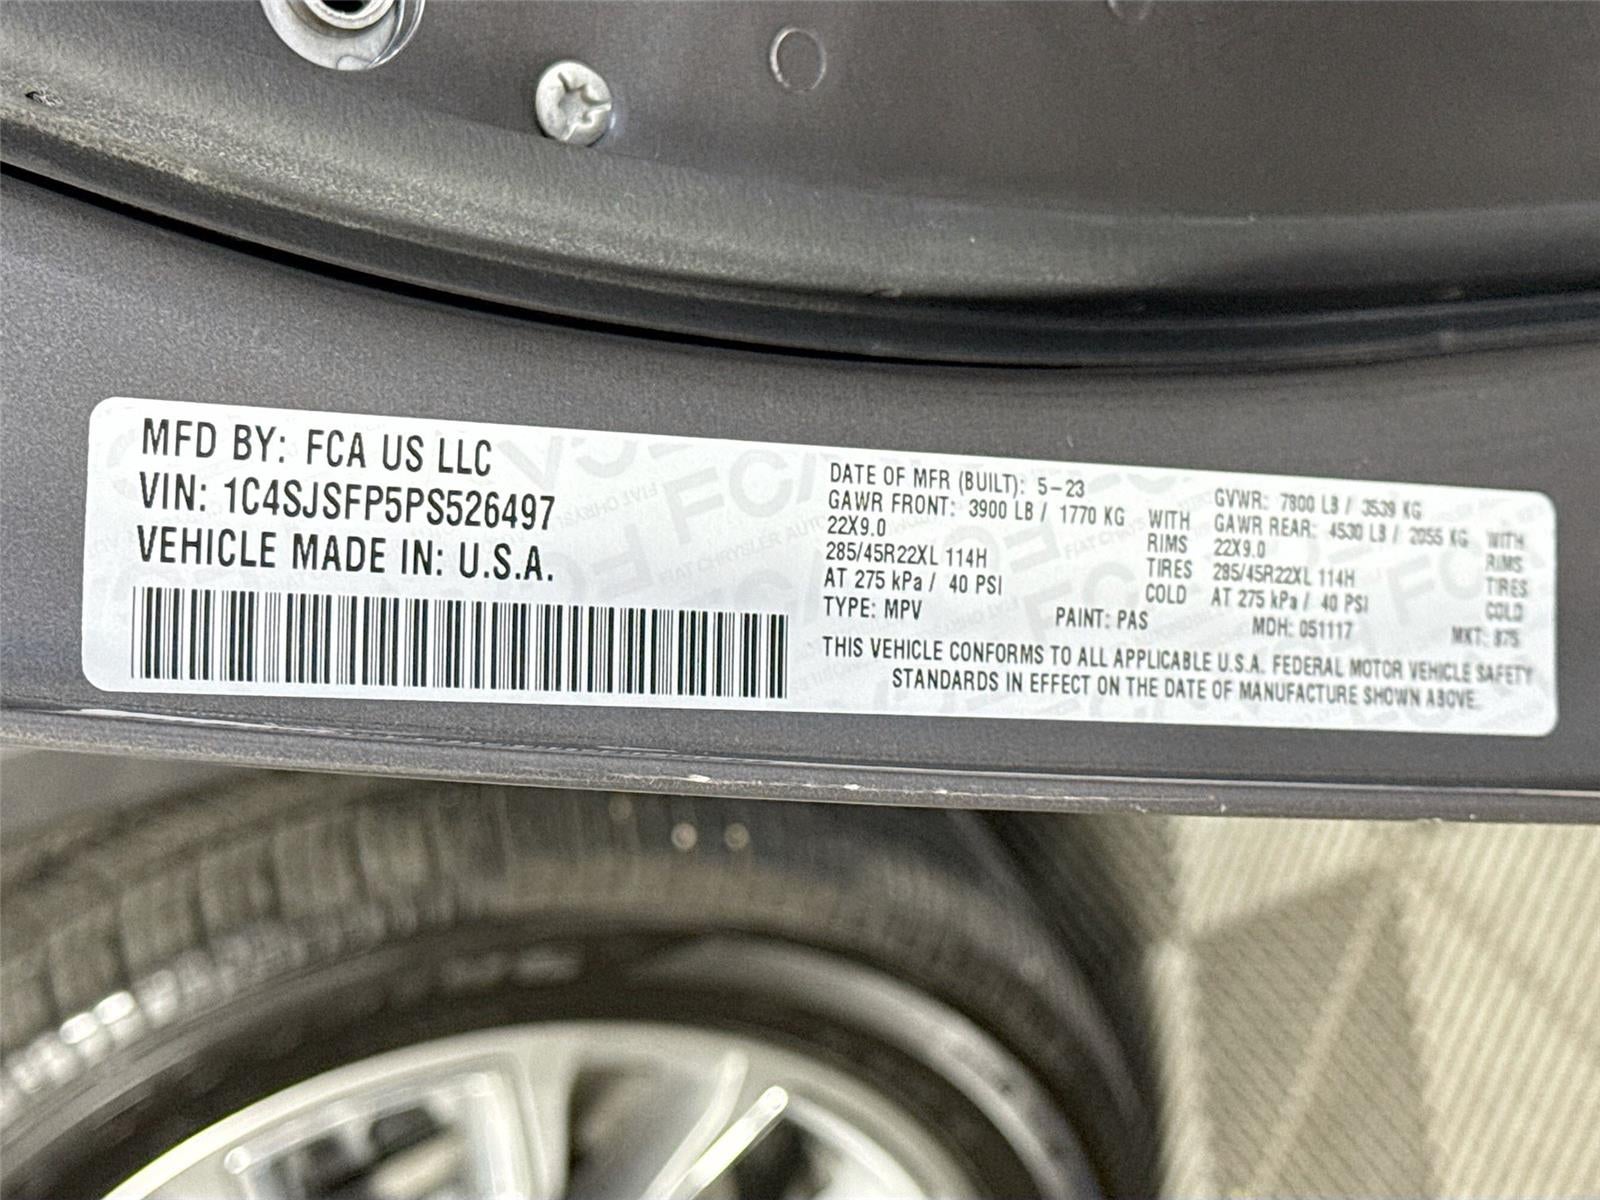 MFD BY: FCA US LLC
VIN: 1C4SJSFP5PS526497
VEHICLE MADE IN: U.S.A.
DATE OF MFR (BUILT): 5-23
GVWR: 7800 LB / 3539 KG
GAWR FRONT: 3900 LB / 1770 KG WITH
22X9.0 RIMS
285/45R22XL 114H TIRES
AT 275 kPa / 40 PSI COLD
GAWR REAR: 4530 LB / 2055 KG WITH
22X9.0 RIMS
285/45R22XL 114H TIRES
AT 275 kPa / 40 PSI COLD
TYPE: MPV PAINT: PAS MDH: 051117 MKT: 875
THIS VEHICLE CONFORMS TO ALL APPLICABLE U.S.A. FEDERAL MOTOR VEHICLE SAFETY
STANDARDS IN EFFECT ON THE DATE OF MANUFACTURE SHOWN ABOVE.